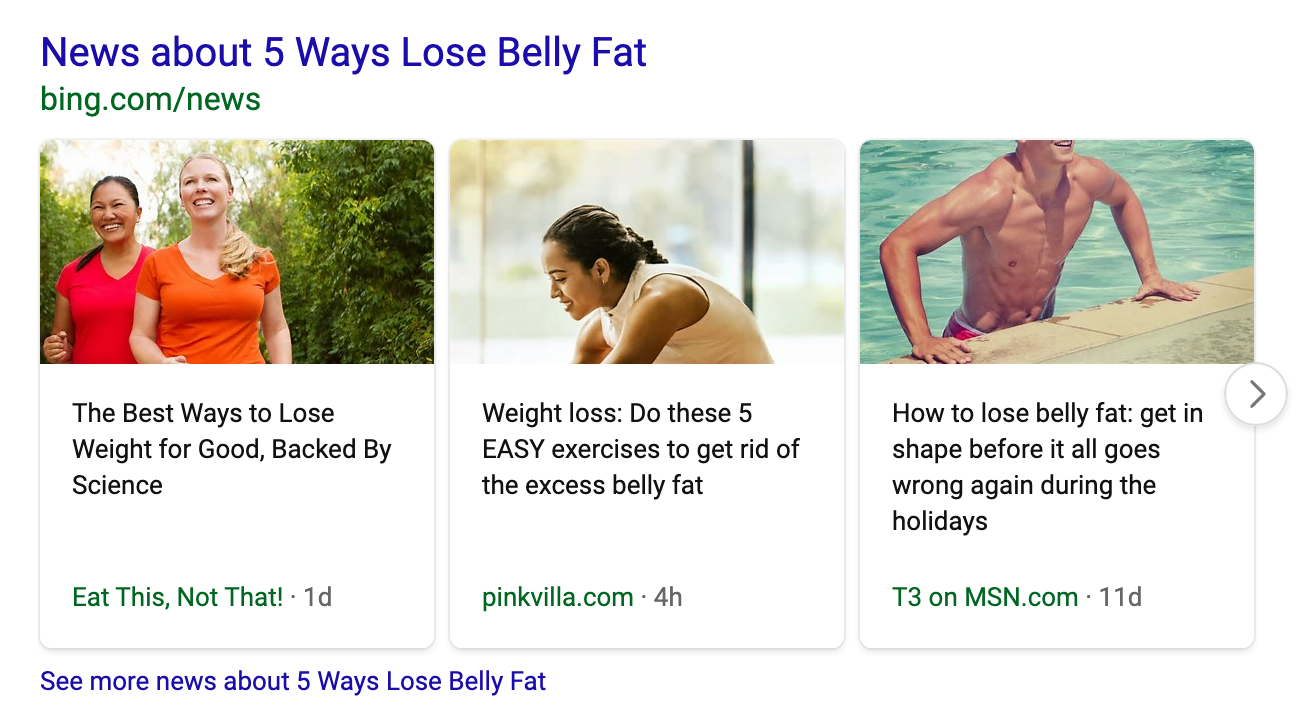 News about 5 Ways Lose Belly Fat
bing.com/news
The Best Ways to Lose
Weight for Good, Backed By
Science
Eat This, Not That! · 1d
Weight loss: Do these 5
EASY exercises to get rid of
the excess belly fat
pinkvilla.com · 4h
How to lose belly fat: get in
shape before it all goes
wrong again during the
holidays
T3 on MSN.com · 11d
See more news about 5 Ways Lose Belly Fat